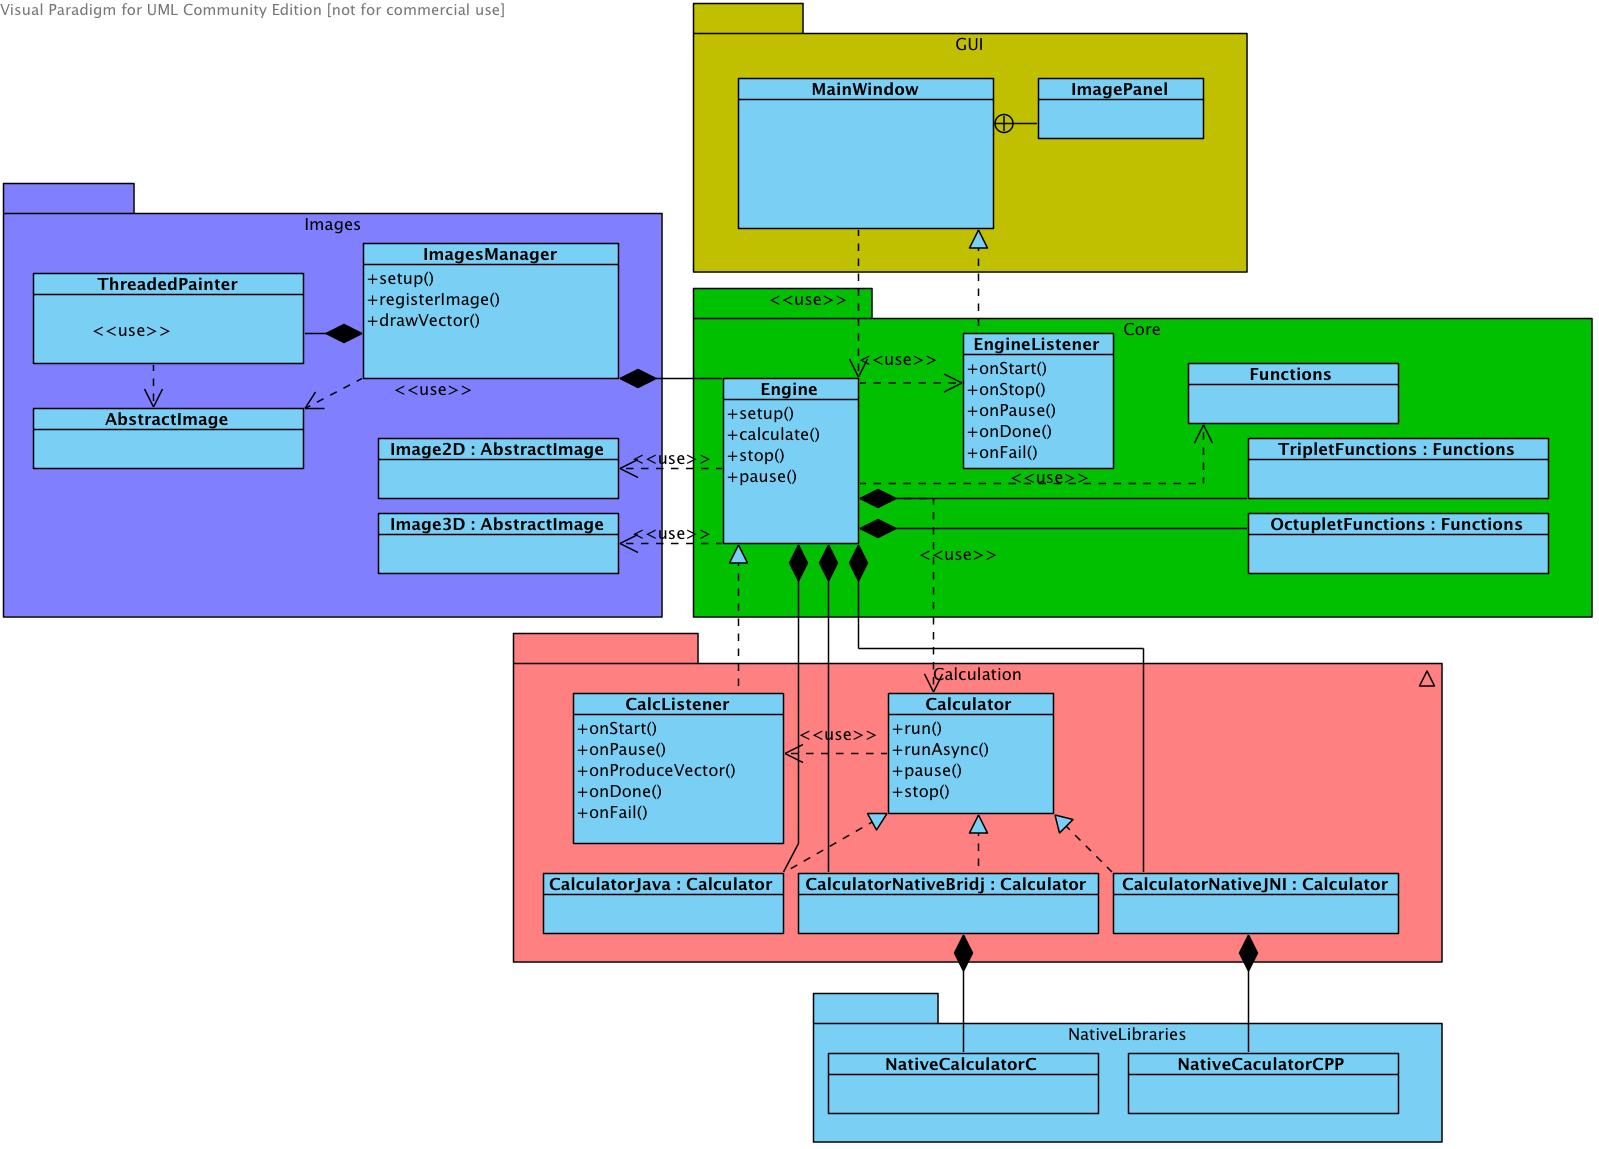 Visual Paradigm for UML Community Edition [not for commercial use]
GUI
MainWindow
ImagePanel
Images
ImagesManager
+setup()
+registerImage()
+drawVector()
ThreadedPainter
<<use>>
<<use>>
AbstractImage
Image2D : AbstractImage
<<use>>
Image3D : AbstractImage
<<use>>
<<use>>
Core
<<use>>
Engine
+setup()
+calculate()
+stop()
+pause()
EngineListener
+onStart()
+onStop()
+onPause()
+onDone()
+onFail()
Functions
<<use>>
TripletFunctions : Functions
OctupletFunctions : Functions
<<use>>
Calculation
CalcListener
+onStart()
+onPause()
+onProduceVector()
+onDone()
+onFail()
<<use>>
Calculator
+run()
+runAsync()
+pause()
+stop()
CalculatorJava : Calculator
CalculatorNativeBridj : Calculator
CalculatorNativeJNI : Calculator
NativeLibraries
NativeCalculatorC
NativeCaculatorCPP